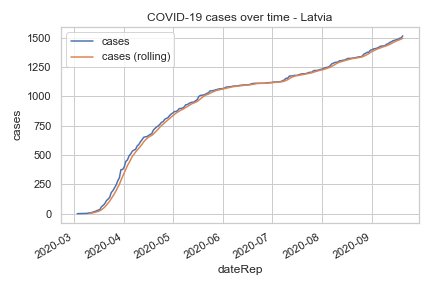 COVID-19 cases over time - Latvia
cases
cases (rolling)
1500
1250
1000
750
500
250
0
cases
2020-03
2020-04
2020-05
2020-06
2020-07
2020-08
2020-09
dateRep